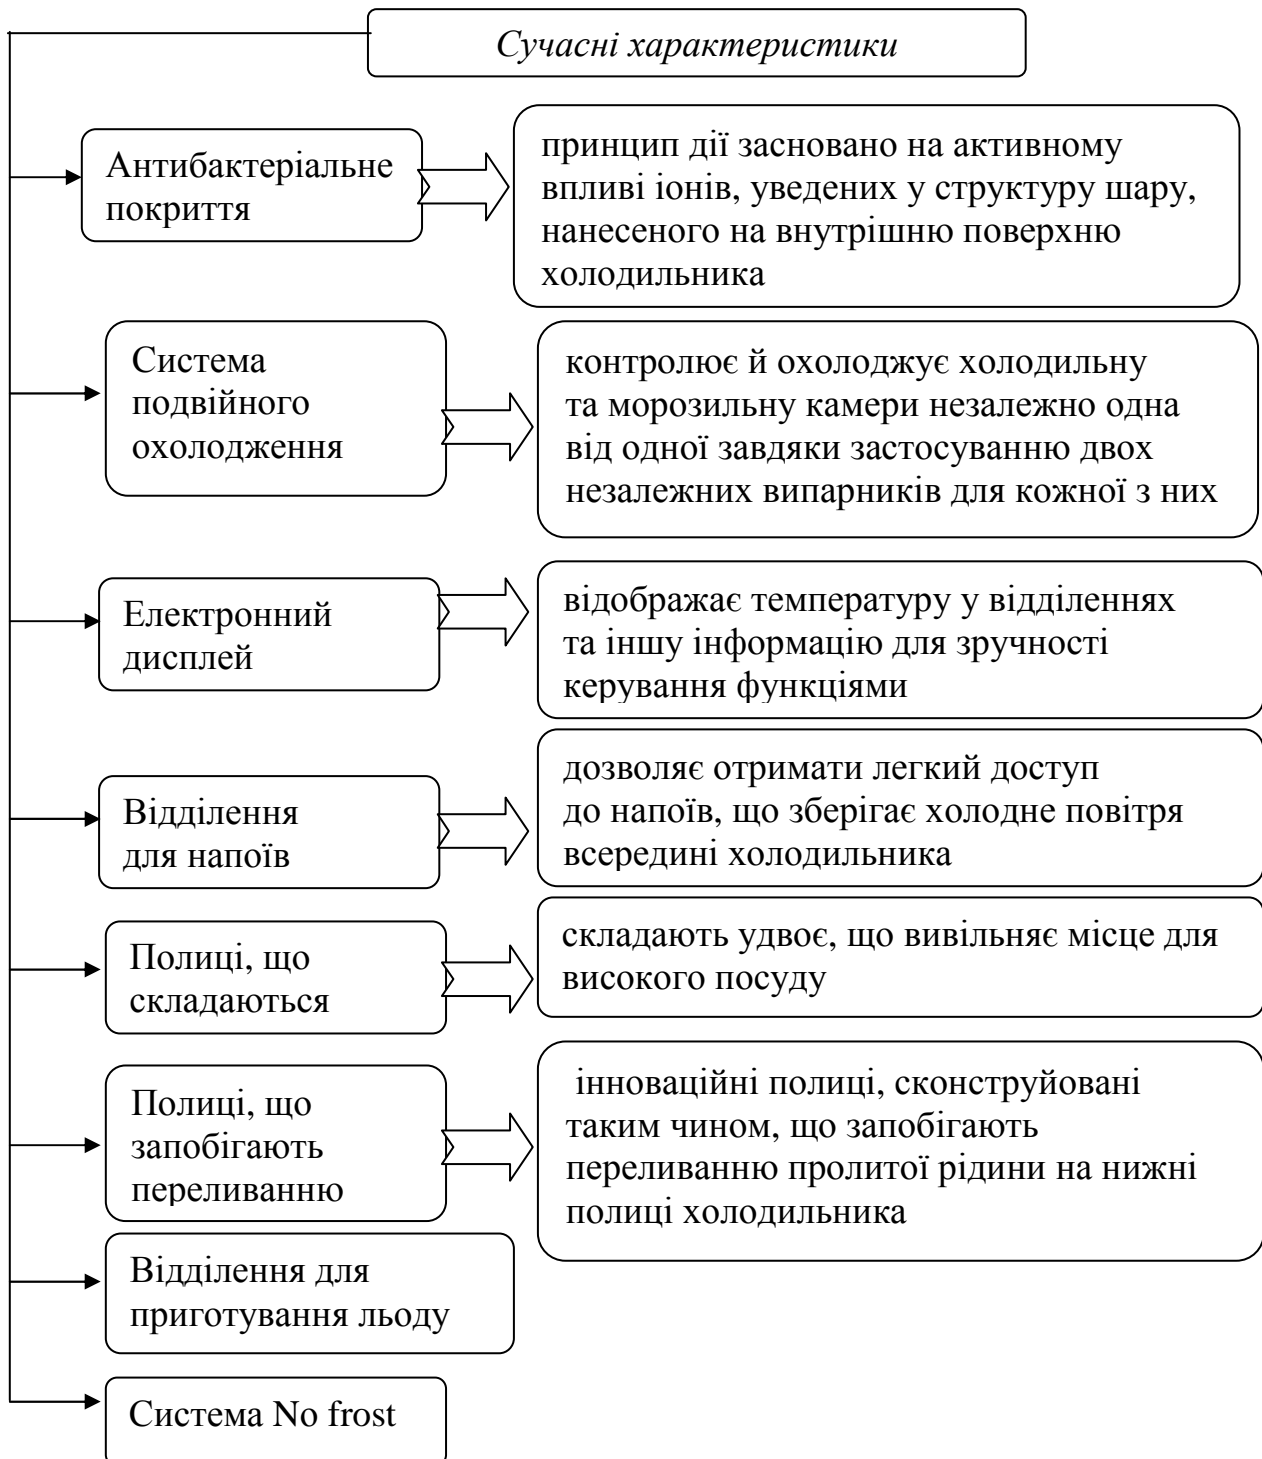 Сучасні характеристики
Антибактеріальне
покриття
принцип дії засновано на активному
впливі іонів, уведених у структуру шару,
нанесеного на внутрішню поверхню
холодильника
Система
подвійного
охолодження
контролює й охолоджує холодильну
та морозильну камери незалежно одна
від одної завдяки застосуванню двох
незалежних випарників для кожної з них
Електронний
дисплей
відображає температуру у відділеннях
та іншу інформацію для зручності
керування функціями
Відділення
для напоїв
дозволяє отримати легкий доступ
до напоїв, що зберігає холодне повітря
всередині холодильника
Полиці, що
складаються
складають удвоє, що вивільняє місце для
високого посуду
Полиці, що
запобігають
переливанню
інноваційні полиці, сконструйовані
таким чином, що запобігають
переливанню пролитої рідини на нижні
полиці холодильника
Відділення для
приготування льоду
Система No frost